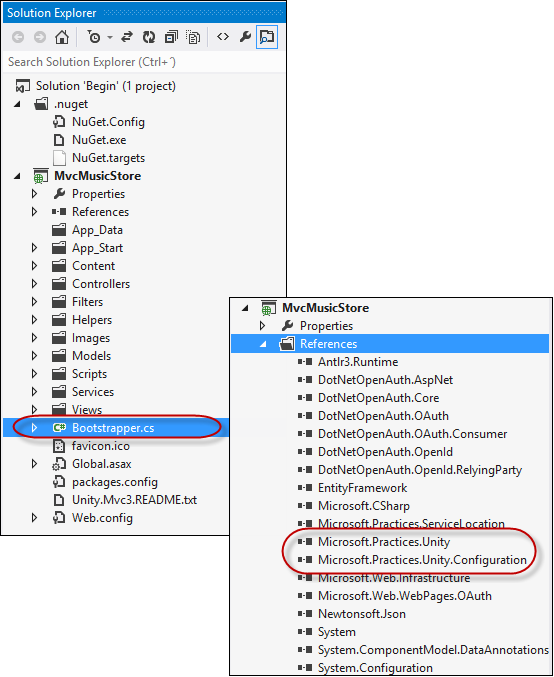 Solution Explorer
Search Solution Explorer (Ctrl+´)
Solution 'Begin' (1 project)
.nuget
NuGet.Config
NuGet.exe
NuGet.targets
MvcMusicStore
Properties
References
App_Data
App_Start
Content
Controllers
Filters
Helpers
Images
Models
Scripts
Services
Views
Bootstrapper.cs
favicon.ico
Global.asax
packages.config
Unity.Mvc3.README.txt
Web.config
MvcMusicStore
Properties
References
Antlr3.Runtime
DotNetOpenAuth.AspNet
DotNetOpenAuth.Core
DotNetOpenAuth.OAuth
DotNetOpenAuth.OAuth.Consumer
DotNetOpenAuth.OpenId
DotNetOpenAuth.OpenId.RelyingParty
EntityFramework
Microsoft.CSharp
Microsoft.Practices.ServiceLocation
Microsoft.Practices.Unity
Microsoft.Practices.Unity.Configuration
Microsoft.Web.Infrastructure
Microsoft.Web.WebPages.OAuth
Newtonsoft.Json
System
System.ComponentModel.DataAnnotations
System.Configuration